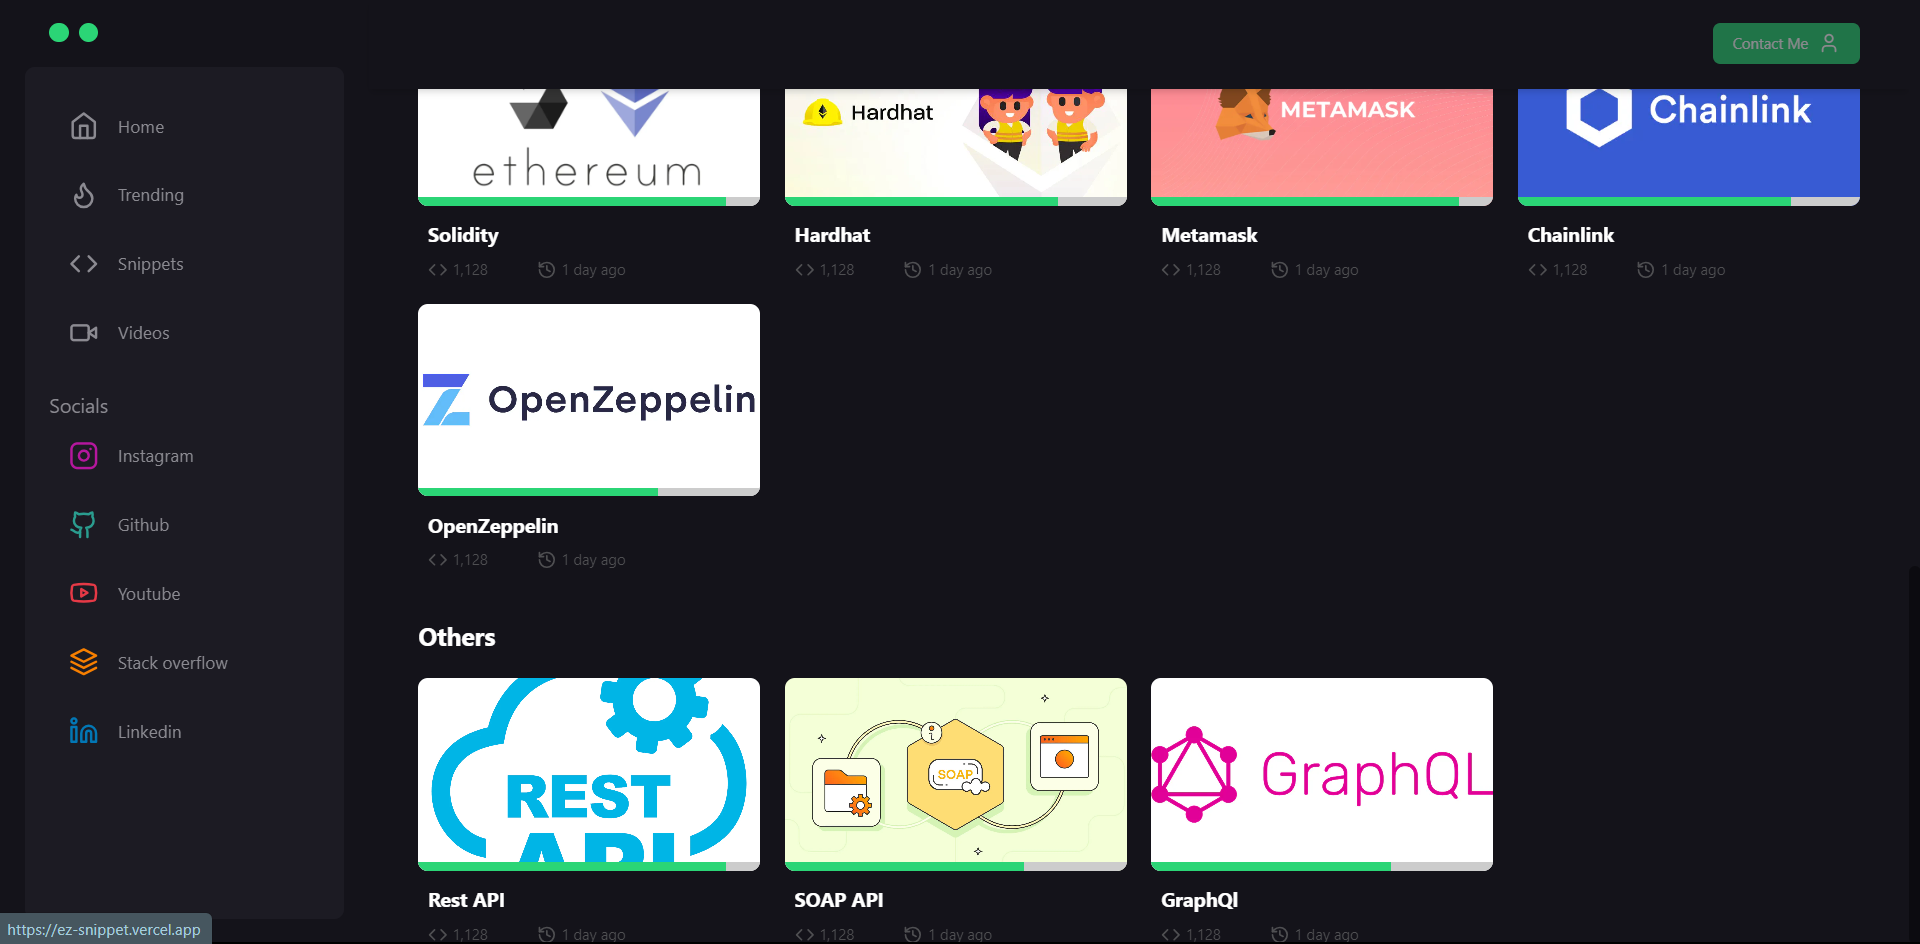 Contact Me
Home
Trending
Snippets
Videos
Socials
Instagram
Github
Youtube
Stack overflow
Linkedin
ethereum
Hardhat
METAMASK
Chainlink
Solidity
Hardhat
Metamask
Chainlink
1,128
1 day ago
1,128
1 day ago
1,128
1 day ago
1,128
1 day ago
OpenZeppelin
OpenZeppelin
1,128
1 day ago
Others
REST
API
SOAP
i
GraphQL
Rest API
SOAP API
GraphQl
1,128
1 day ago
1,128
1 day ago
1,128
1 day ago
https://ez-snippet.vercel.app